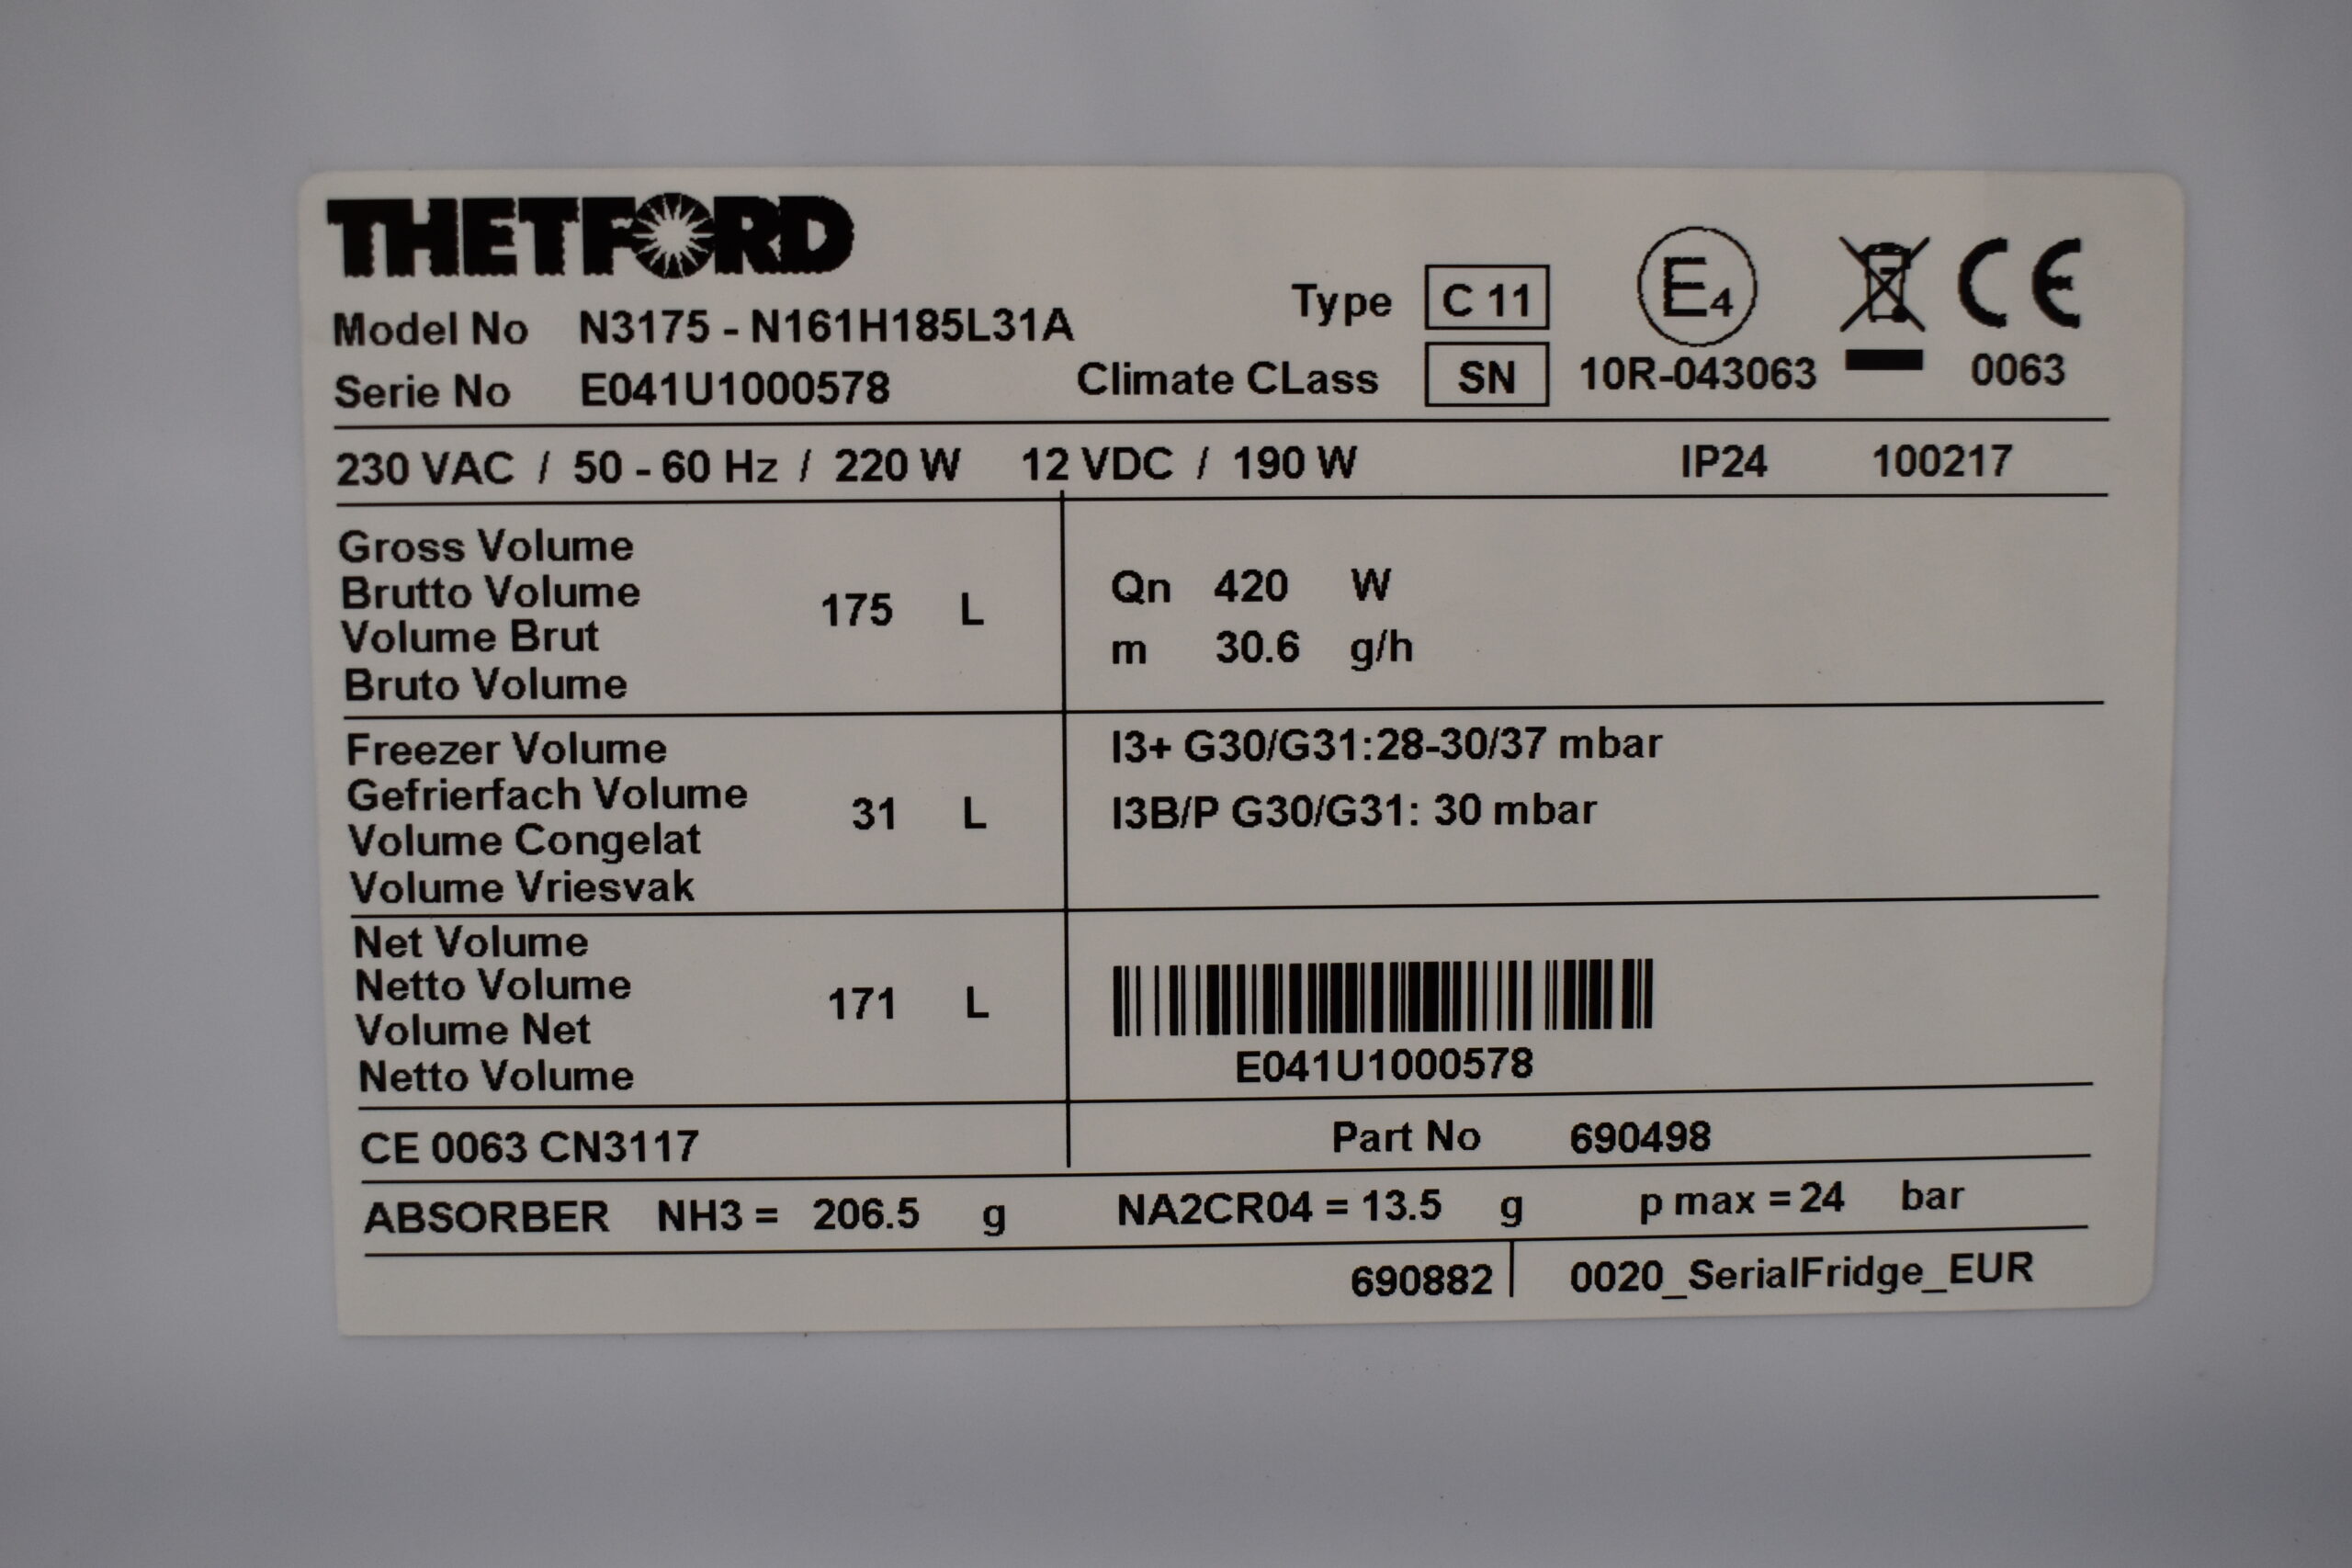 THETFORD
Model No N3175 - N161H185L31A Type C 11 E4 CE
Serie No E041U1000578 Climate CLass SN 10R-043063 0063
230 VAC / 50 - 60 Hz / 220 W 12 VDC / 190 W IP24 100217
Gross Volume
Brutto Volume
Volume Brut
Bruto Volume
175 L
Qn 420 W
m 30.6 g/h
Freezer Volume
Gefrierfach Volume
Volume Congelat
Volume Vriesvak
31 L
I3+ G30/G31:28-30/37 mbar
I3B/P G30/G31: 30 mbar
Net Volume
Netto Volume
Volume Net
Netto Volume
171 L
E041U1000578
CE 0063 CN3117 Part No 690498
ABSORBER NH3 = 206.5 g NA2CR04 = 13.5 g p max = 24 bar
690882 0020_SerialFridge_EUR